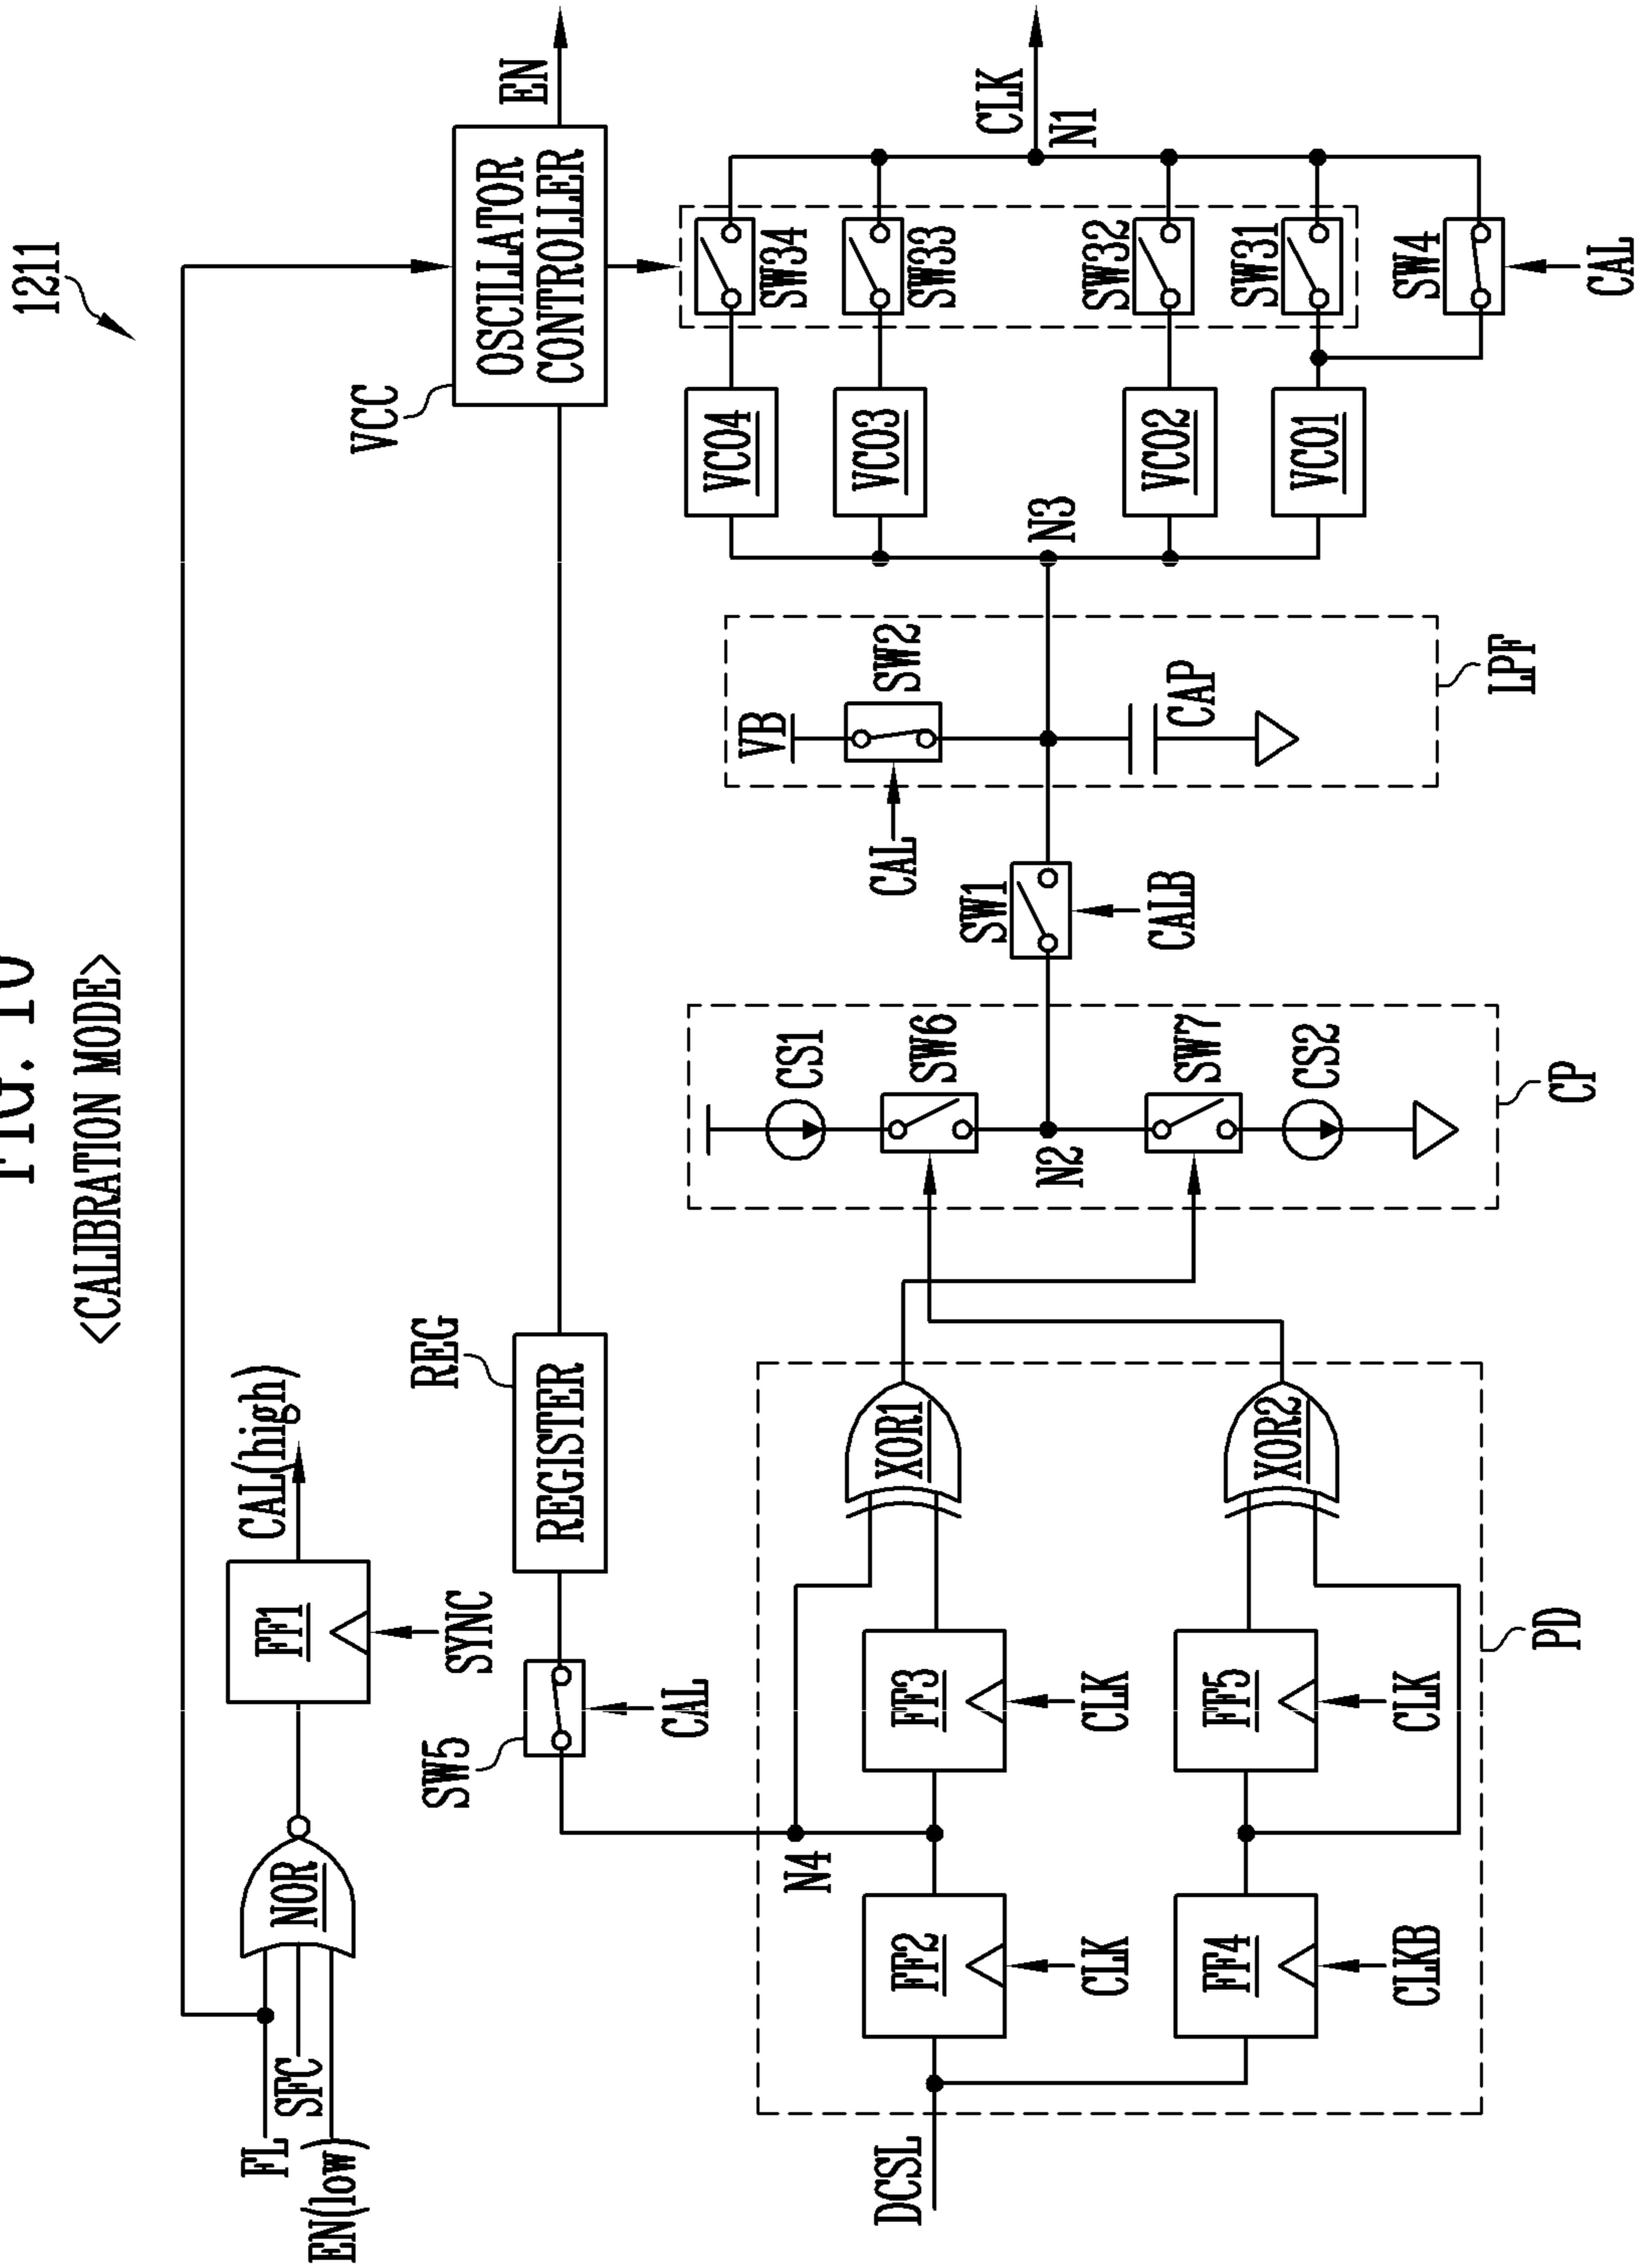 FIG. 10
<CALIBRATION MODE>
1211
FL
SFC
EN(low)
NOR
FF1
SYNC
CAL(high)
VCC
OSCILLATOR
CONTROLLER
EN
SW5
CAL
REG
REGISTER
DCSL
N4
FF2
CLK
FF3
CLK
XOR1
FF4
CLKB
FF5
CLK
XOR2
PD
CS1
SW6
N2
SW7
CS2
CP
SW1
CALB
VB
SW2
CAL
CAP
LPF
N3
VCO4
SW34
VCO3
SW33
VCO2
SW32
VCO1
SW31
SW4
CAL
CLK
N1